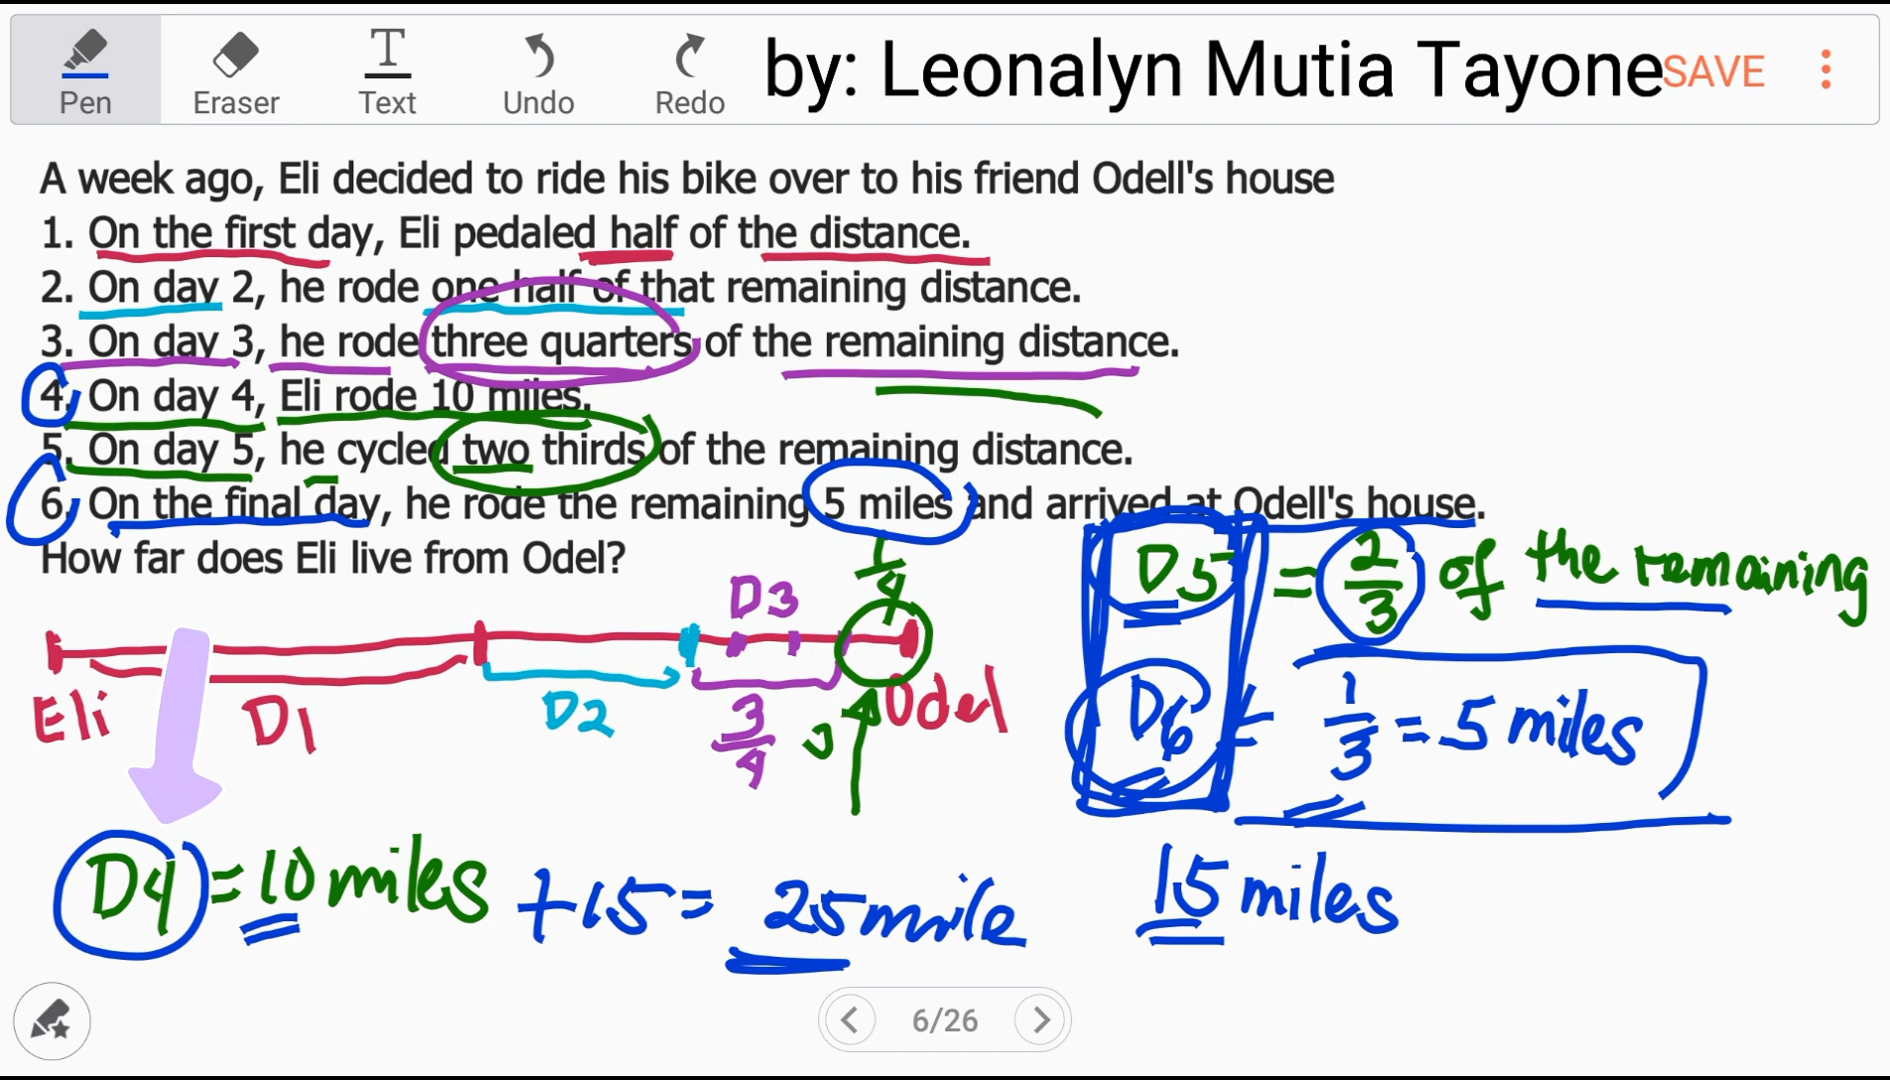 by: Leonalyn Mutia Tayone
SAVE
Pen
Eraser
Text
Undo
Redo
A week ago, Eli decided to ride his bike over to his friend Odell's house
1. On the first day, Eli pedaled half of the distance.
2. On day 2, he rode one half of that remaining distance.
3. On day 3, he rode three quarters of the remaining distance.
4. On day 4, Eli rode 10 miles.
5. On day 5, he cycled two thirds of the remaining distance.
6. On the final day, he rode the remaining 5 miles and arrived at Odell's house.
How far does Eli live from Odel?
1/4
D3
D5 = 2/3 of the remaining
Eli
D1
D2
3/4
Odel
D6 = 1/3 = 5 miles
D4 = 10 miles + 15 = 25 mile
15 miles
6/26